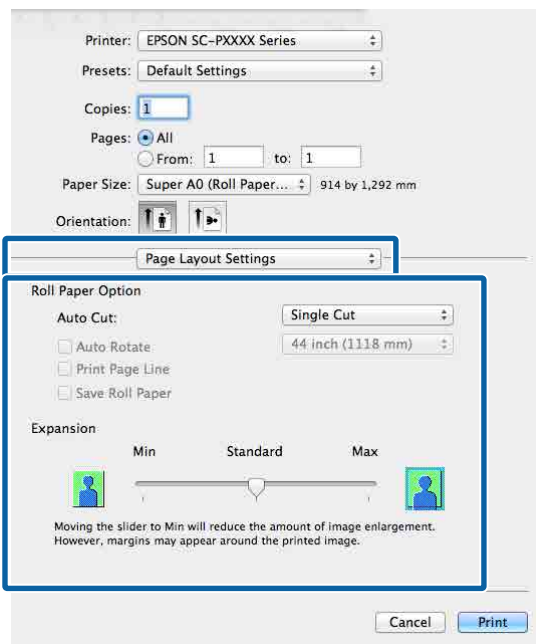 Printer: EPSON SC-PXXXX Series
Presets: Default Settings
Copies: 1
Pages: All
From: 1 to: 1
Paper Size: Super A0 (Roll Paper... 914 by 1,292 mm
Orientation:
Page Layout Settings
Roll Paper Option
Auto Cut: Single Cut
Auto Rotate 44 inch (1118 mm)
Print Page Line
Save Roll Paper
Expansion
Min Standard Max
Moving the slider to Min will reduce the amount of image enlargement.
However, margins may appear around the printed image.
Cancel Print